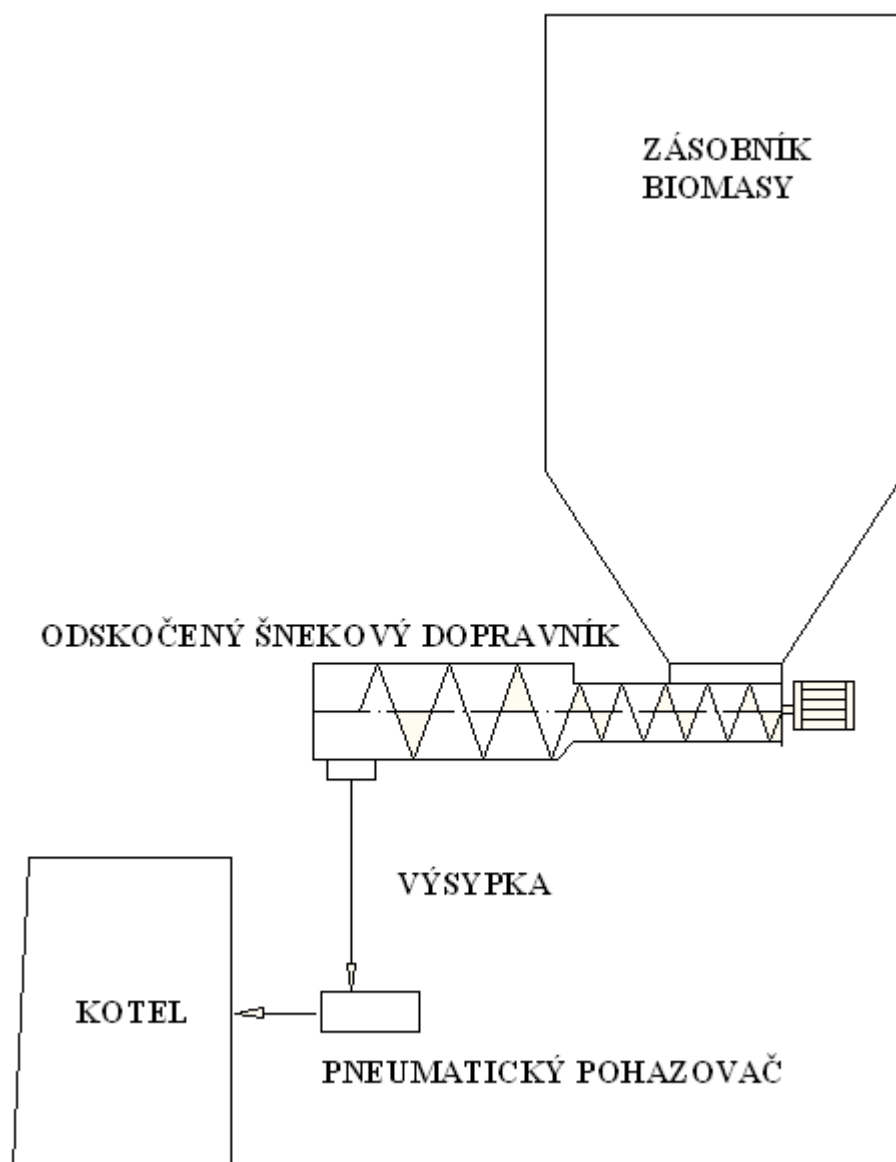 ZÁSOBNÍK
BIOMASY
ODSKOČENÝ ŠNEKOVÝ DOPRAVNÍK
VÝSYPKA
KOTEL
PNEUMATICKÝ POHAZOVAČ